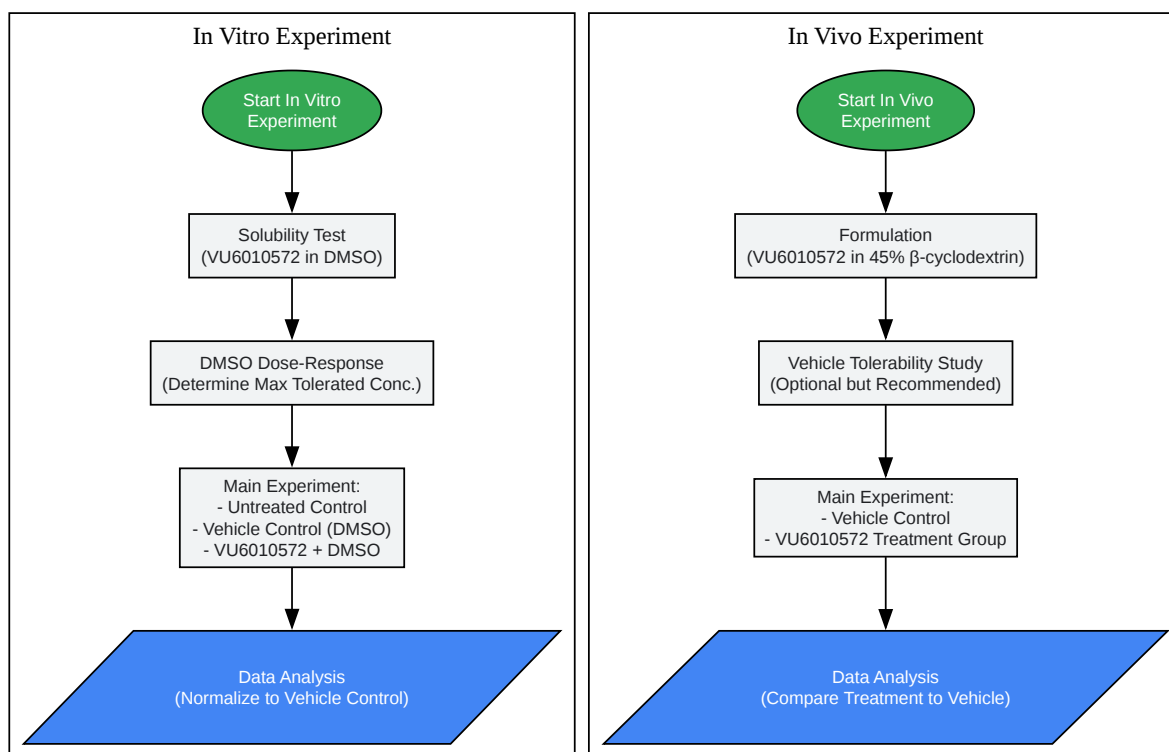 In Vitro Experiment
Start In Vitro
Experiment
Solubility Test
(VU6010572 in DMSO)
DMSO Dose-Response
(Determine Max Tolerated Conc.)
Main Experiment:
- Untreated Control
- Vehicle Control (DMSO)
- VU6010572 + DMSO
Data Analysis
(Normalize to Vehicle Control)
In Vivo Experiment
Start In Vivo
Experiment
Formulation
(VU6010572 in 45% β-cyclodextrin)
Vehicle Tolerability Study
(Optional but Recommended)
Main Experiment:
- Vehicle Control
- VU6010572 Treatment Group
Data Analysis
(Compare Treatment to Vehicle)